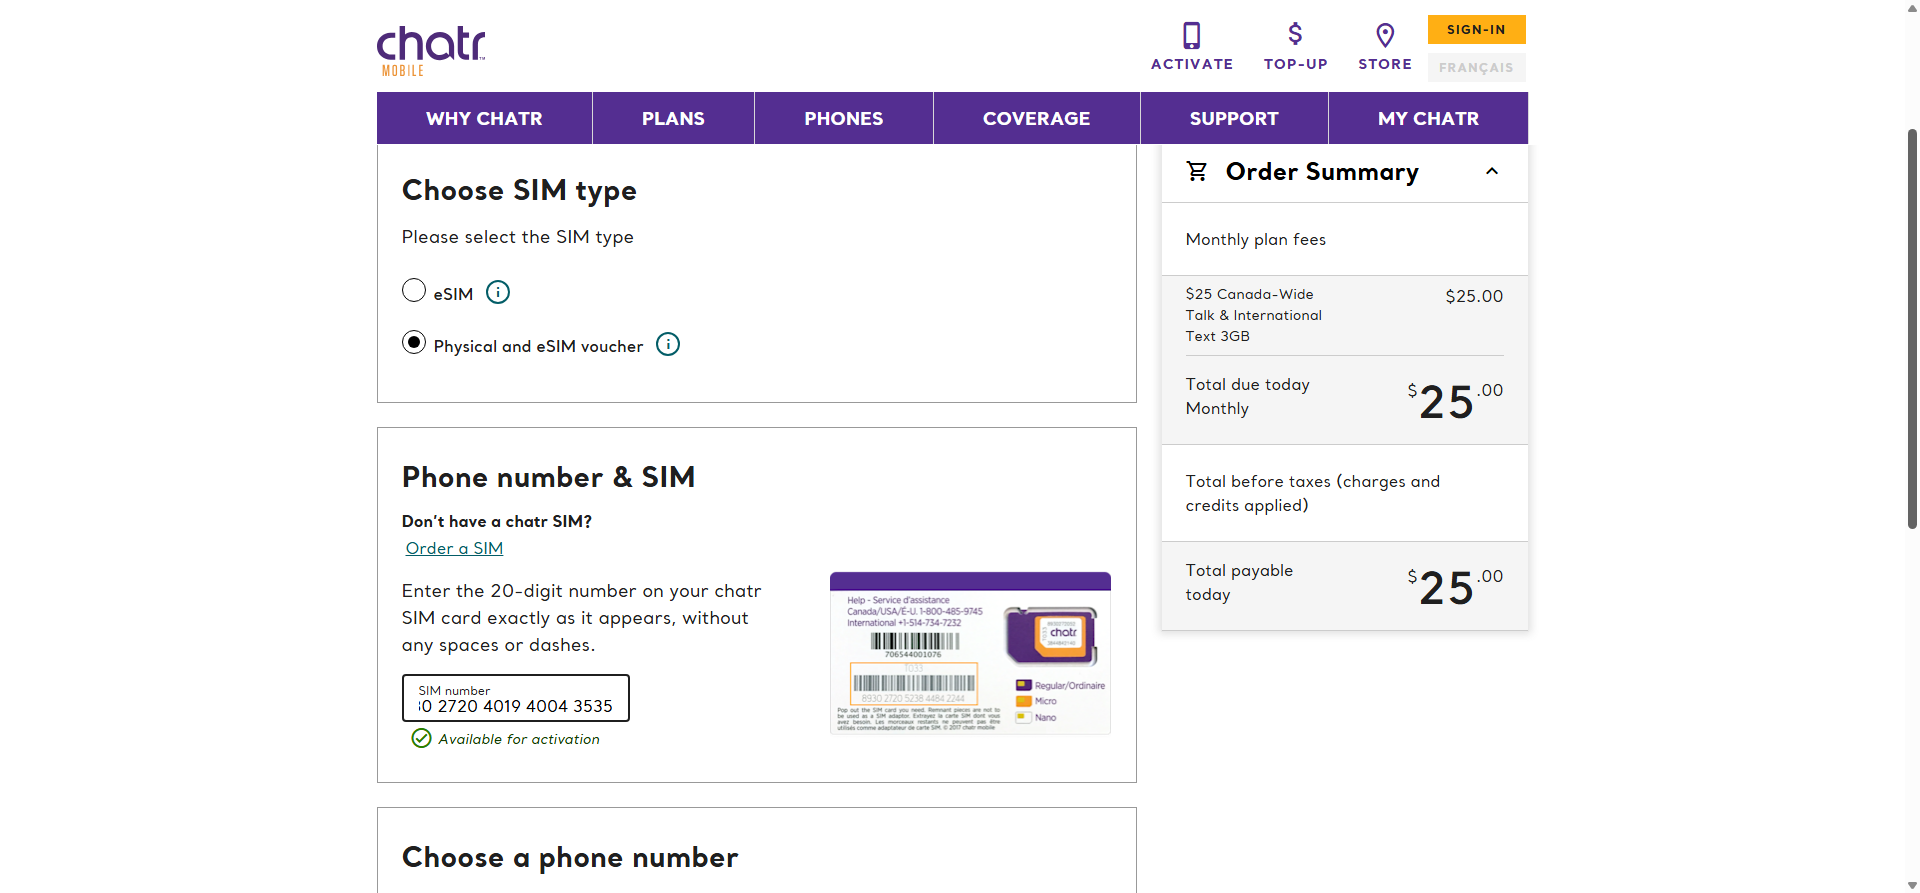 chatr
MOBILE
ACTIVATE
TOP-UP
STORE
SIGN-IN
FRANÇAIS
WHY CHATR
PLANS
PHONES
COVERAGE
SUPPORT
MY CHATR
Choose SIM type
Please select the SIM type
eSIM
Physical and eSIM voucher
Phone number & SIM
Don't have a chatr SIM?
Order a SIM
Enter the 20-digit number on your chatr
SIM card exactly as it appears, without
any spaces or dashes.
SIM number
30 2720 4019 4004 3535
Available for activation
Help - Service d'assistance
Canada/USA/É-U. 1-800-485-9745
International +1-514-734-7232
706544001076
T033
8930 2720 5238 4484 2244
Pop out the SIM card you need. Remnant pieces are not to
be used as a SIM adaptor. Extrayez la carte SIM dont vous
avez besoin. Les morceaux restants ne peuvent pas être
utilisés comme adaptateur de carte SIM. © 2017 chatr mobile
chatr
Regular/Ordinaire
Micro
Nano
Choose a phone number
Order Summary
Monthly plan fees
$25 Canada-Wide
Talk & International
Text 3GB
$25.00
Total due today
Monthly
$25.00
Total before taxes (charges and
credits applied)
Total payable
today
$25.00